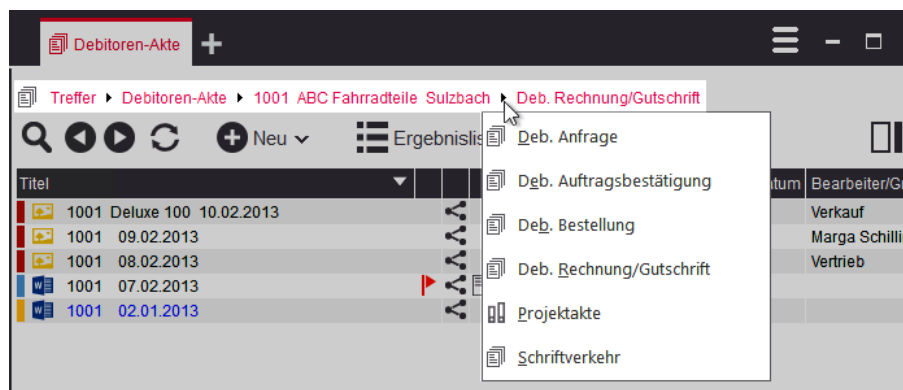 Debitoren-Akte
Treffer Debitoren-Akte 1001 ABC Fahrradteile Sulzbach Deb. Rechnung/Gutschrift
Neu Ergebnislis
Deb. Anfrage
Deb. Auftragsbestätigung
Deb. Bestellung
Deb. Rechnung/Gutschrift
Projektakte
Schriftverkehr
Titel atum Bearbeiter/Gr
1001 Deluxe 100 10.02.2013 Verkauf
1001 09.02.2013 Marga Schillin
1001 08.02.2013 Vertrieb
1001 07.02.2013
1001 02.01.2013